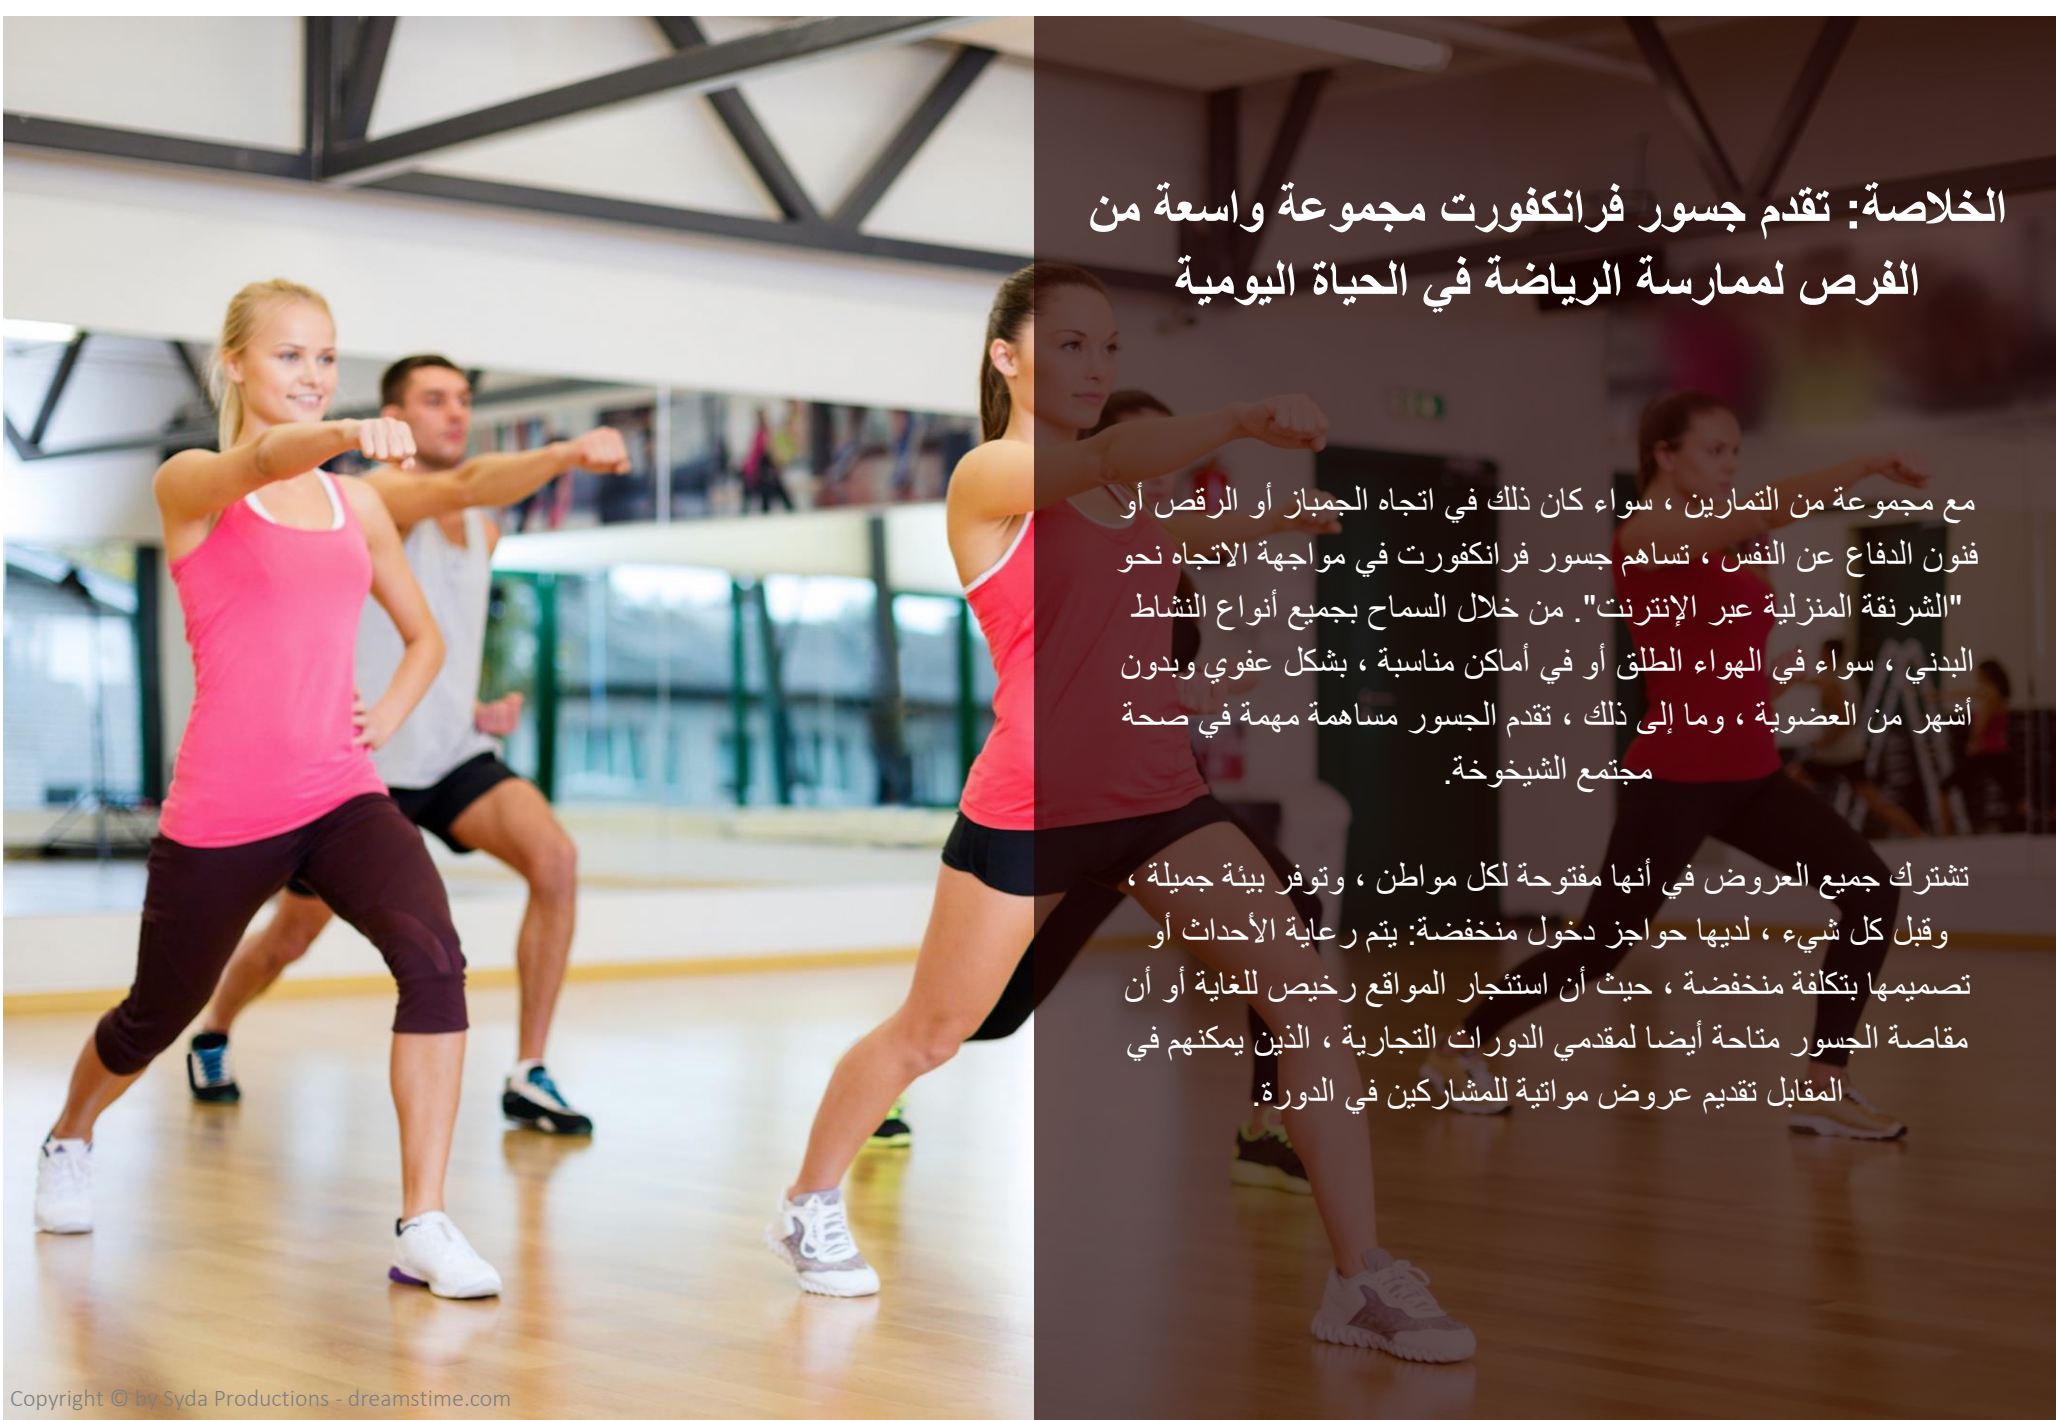 الخلاصة: تقدم جسور فرانكفورت مجموعة واسعة من
الفرص لممارسة الرياضة في الحياة اليومية
مع مجموعة من التمارين ، سواء كان ذلك في اتجاه الجمباز أو الرقص أو
فنون الدفاع عن النفس ، تساهم جسور فرانكفورت في مواجهة الاتجاه نحو
"الشرنقة المنزلية عبر الإنترنت". من خلال السماح بجميع أنواع النشاط
البدني ، سواء في الهواء الطلق أو في أماكن مناسبة ، بشكل عفوي وبدون
أشهر من العضوية ، وما إلى ذلك ، تقدم الجسور مساهمة مهمة في صحة
مجتمع الشيخوخة.
تشترك جميع العروض في أنها مفتوحة لكل مواطن ، وتوفر بيئة جميلة ،
وقبل كل شيء ، لديها حواجز دخول منخفضة: يتم رعاية الأحداث أو
تصميمها بتكلفة منخفضة ، حيث أن استئجار المواقع رخيص للغاية أو أن
مقاصة الجسور متاحة أيضا لمقدمي الدورات التجارية ، الذين يمكنهم في
المقابل تقديم عروض مواتية للمشاركين في الدورة.
Copyright © by Syda Productions - dreamstime.com